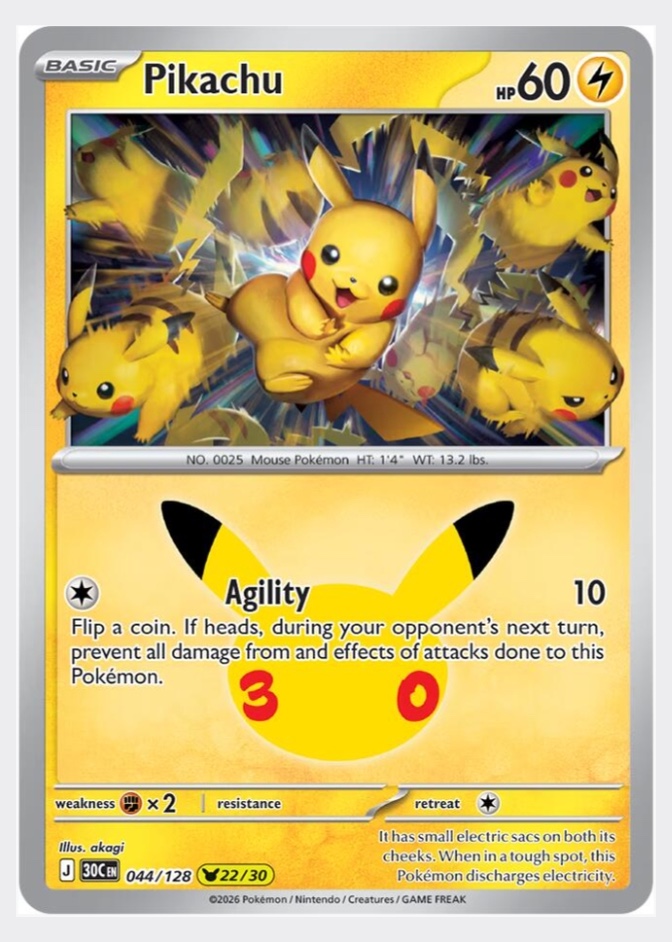 BASIC Pikachu HP60
NO. 0025 Mouse Pokémon HT: 1'4" WT: 13.2 lbs.
Agility 10
Flip a coin. If heads, during your opponent's next turn,
prevent all damage from and effects of attacks done to this
Pokémon.
3 0
weakness ×2 resistance retreat
Illus. akagi
J 30C EN 044/128 22/30
It has small electric sacs on both its
cheeks. When in a tough spot, this
Pokémon discharges electricity.
©2026 Pokémon / Nintendo / Creatures / GAME FREAK